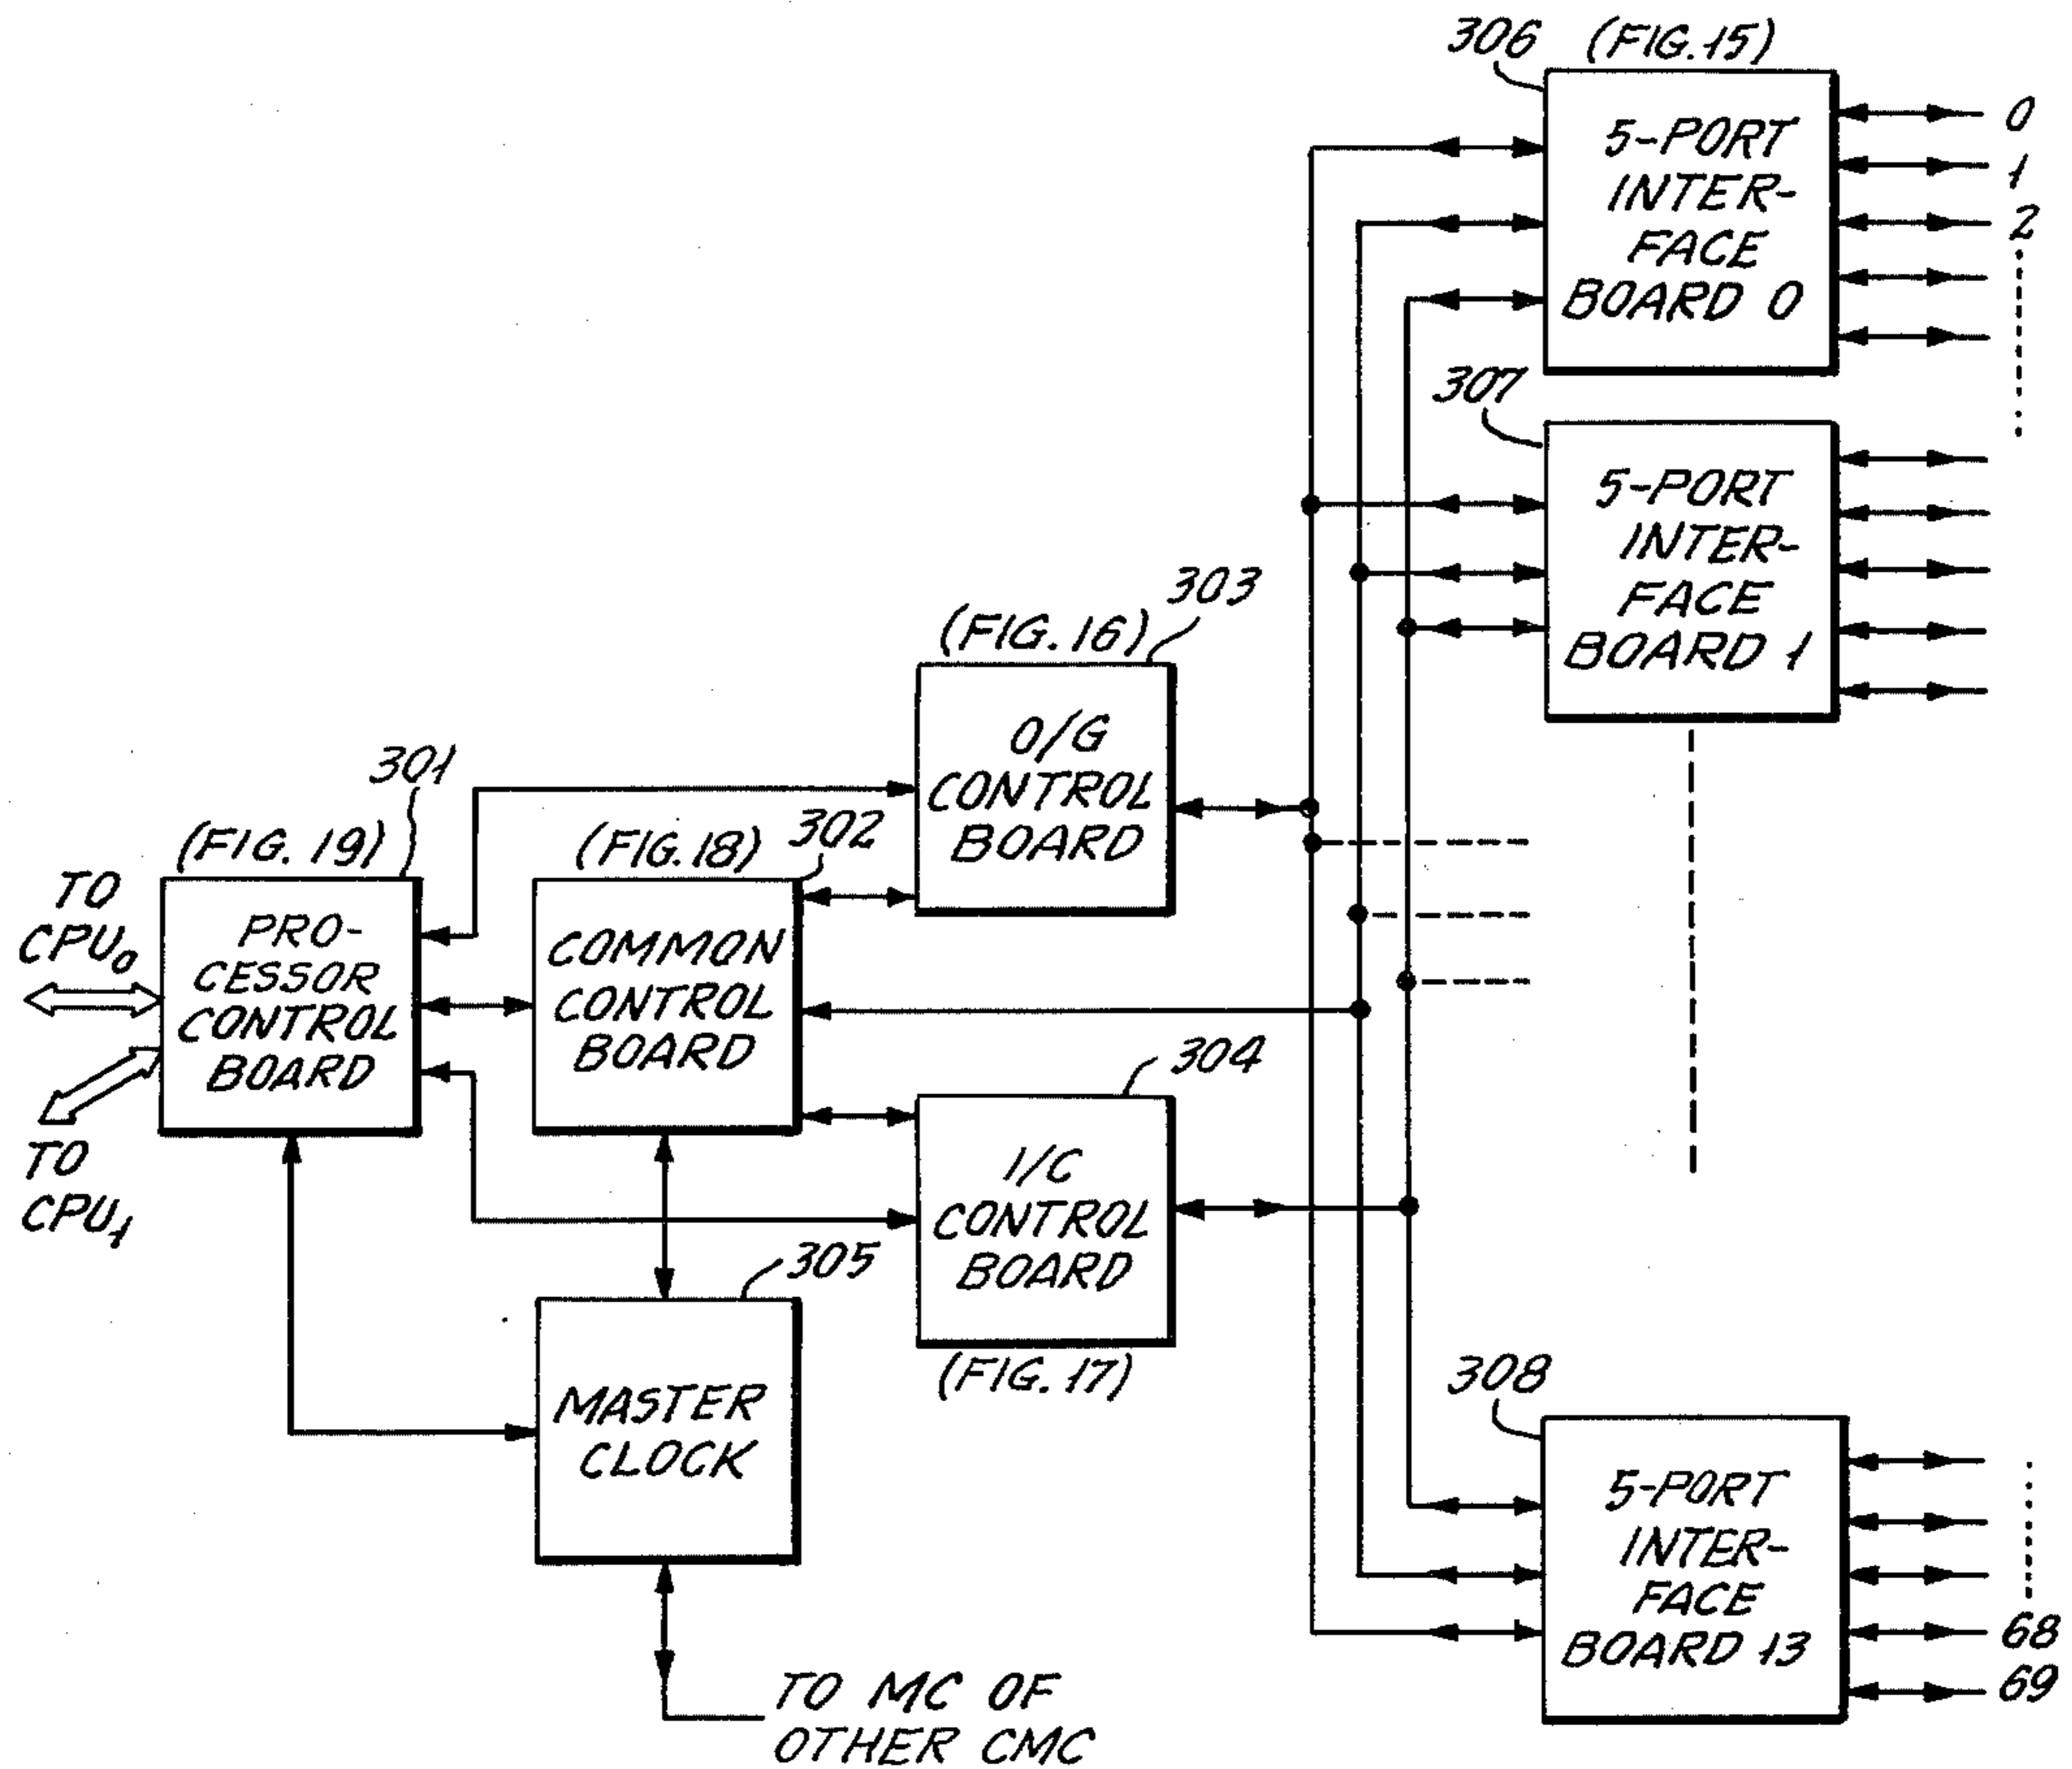 306 (FIG. 15)
5-PORT
INTER-
FACE
BOARD 0
0
1
2
307
5-PORT
INTER-
FACE
BOARD 1
303
(FIG. 16)
O/G
CONTROL
BOARD
301
(FIG. 19)
302
(FIG. 18)
TO
CPU₀
PRO-
CESSOR
CONTROL
BOARD
COMMON
CONTROL
BOARD
TO
CPU₁
304
I/C
CONTROL
BOARD
(FIG. 17)
305
MASTER
CLOCK
308
5-PORT
INTER-
FACE
BOARD 13
68
69
TO MC OF
OTHER CMC